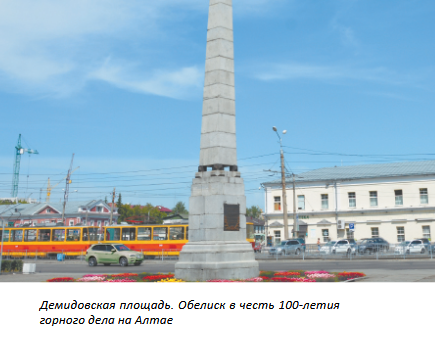 Демидовская площадь. Обелиск в честь 100-летия
горного дела на Алтае